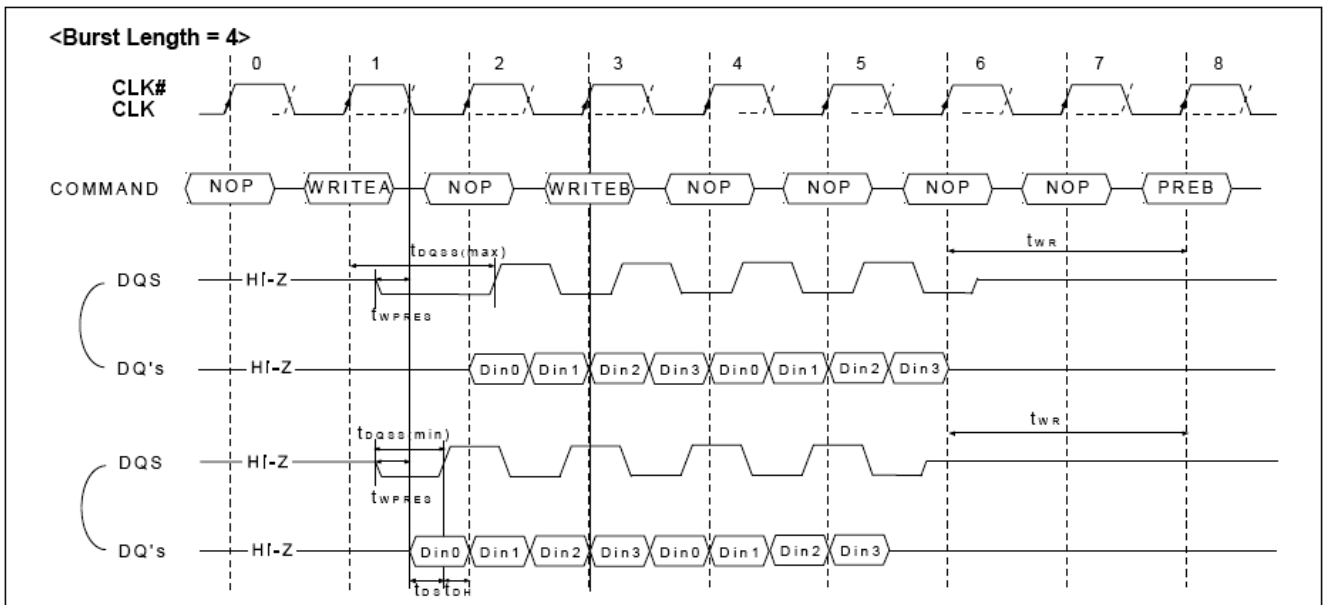 <Burst Length = 4>
0 1 2 3 4 5 6 7 8
CLK#
CLK
COMMAND NOP WRITEA NOP WRITEB NOP NOP NOP NOP PREB
tDQSS(max) tWR
DQS Hi-Z
tWPRES
DQ's Hi-Z Din0 Din1 Din2 Din3 Din0 Din1 Din2 Din3
tDQSS(min) tWR
DQS Hi-Z
tWPRES
DQ's Hi-Z Din0 Din1 Din2 Din3 Din0 Din1 Din2 Din3
tDS tDH